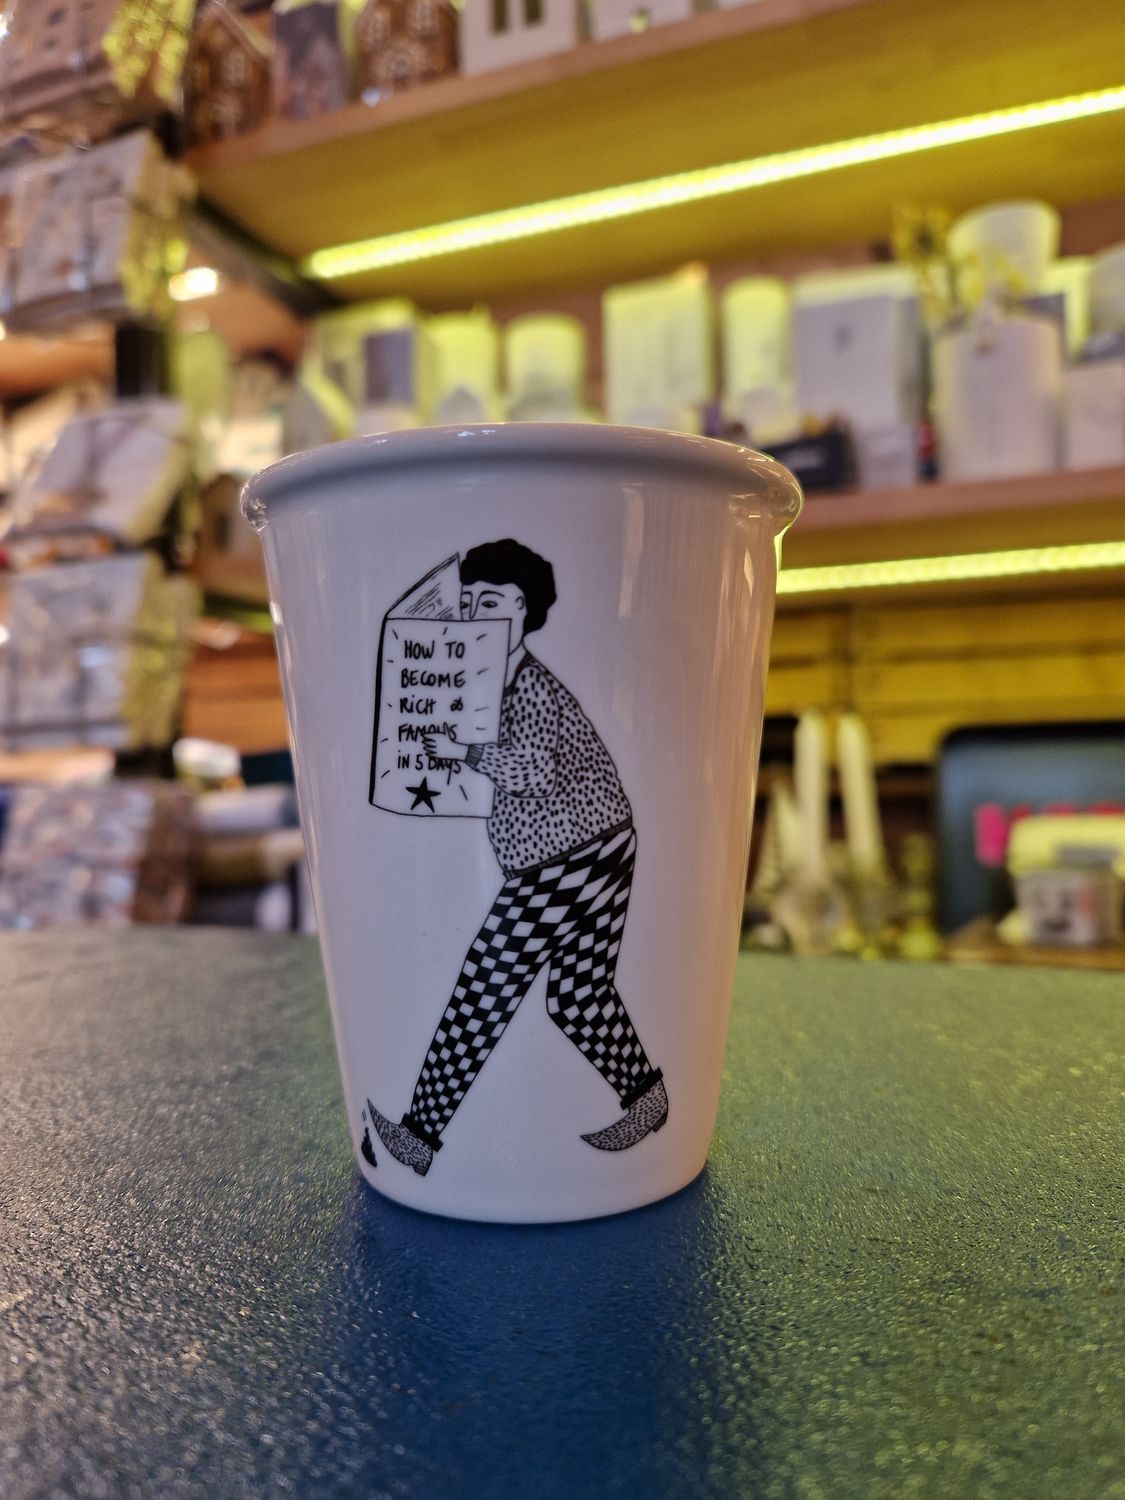 HOW TO
BECOME
RiCH &
FAMOUS
iN 5 DAYS